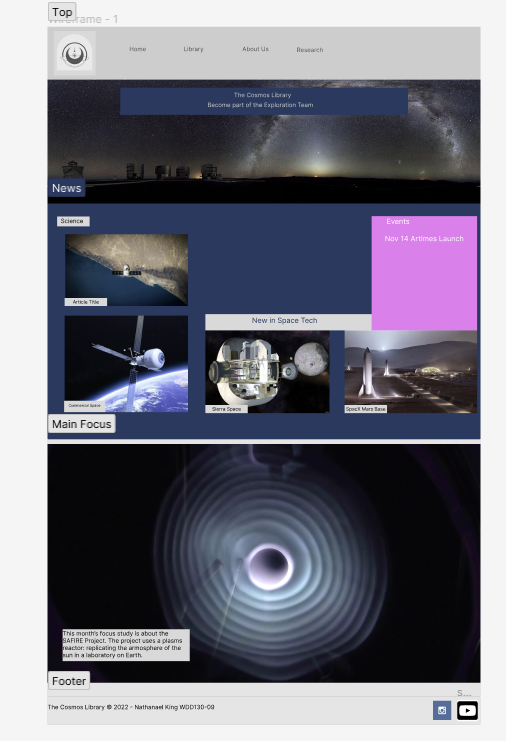 Top
Wireframe - 1
Home Library About Us Research
The Cosmos Library
Become part of the Exploration Team
News
Science
Events
Nov 14 Artimes Launch
Article Title
New in Space Tech
Commercial Space
Sierra Space
SpaceX Mars Base
Main Focus
This month's focus study is about the
SAFIRE Project. The project uses a plasms
reactor: replicating the armosphere of the
sun in a laboratory on Earth.
Footer
S...
The Cosmos Library © 2022 - Nathanael King WDD130-09